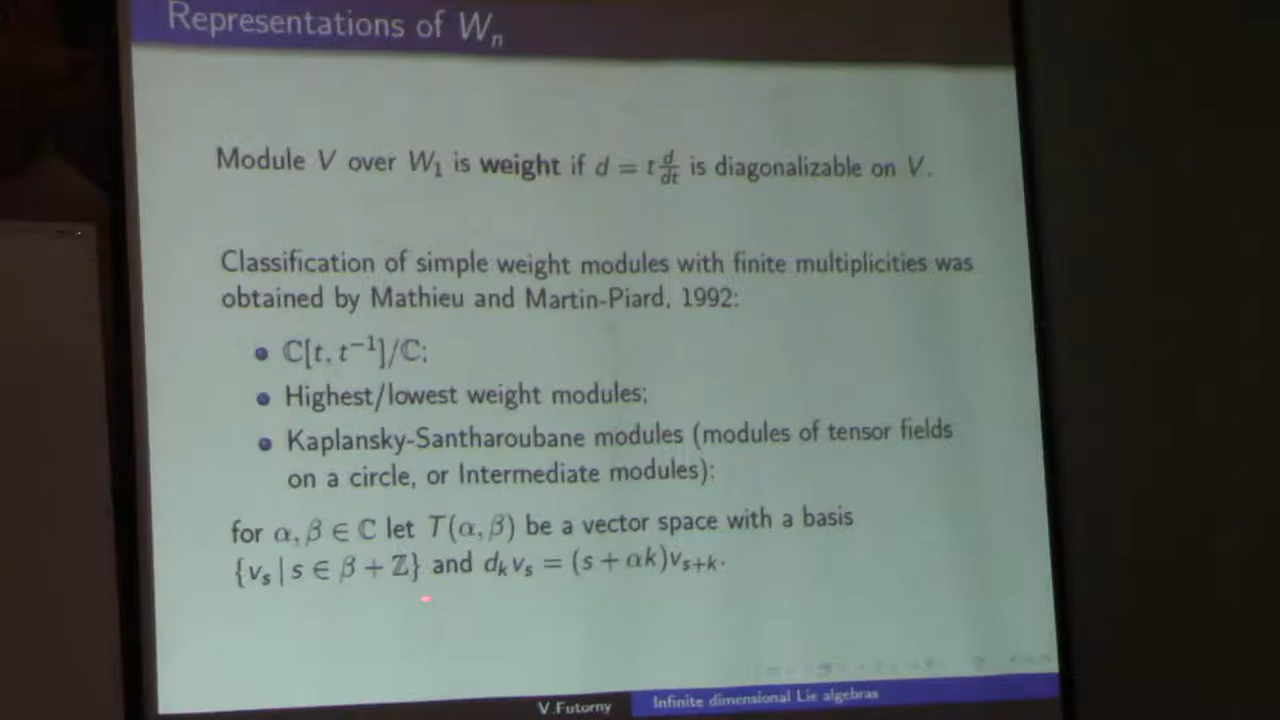 Representations of Wₙ
Module V over W₁ is weight if d = t d/dt is diagonalizable on V.
Classification of simple weight modules with finite multiplicities was
obtained by Mathieu and Martin-Piard, 1992:
• ℂ[t, t⁻¹]/ℂ;
• Highest/lowest weight modules;
• Kaplansky-Santharoubane modules (modules of tensor fields
on a circle, or Intermediate modules):
for α, β ∈ ℂ let T(α, β) be a vector space with a basis
{vₛ | s ∈ β + ℤ} and dₖvₛ = (s + αk)vₛ₊ₖ.
V.Futorny Infinite dimensional Lie algebras